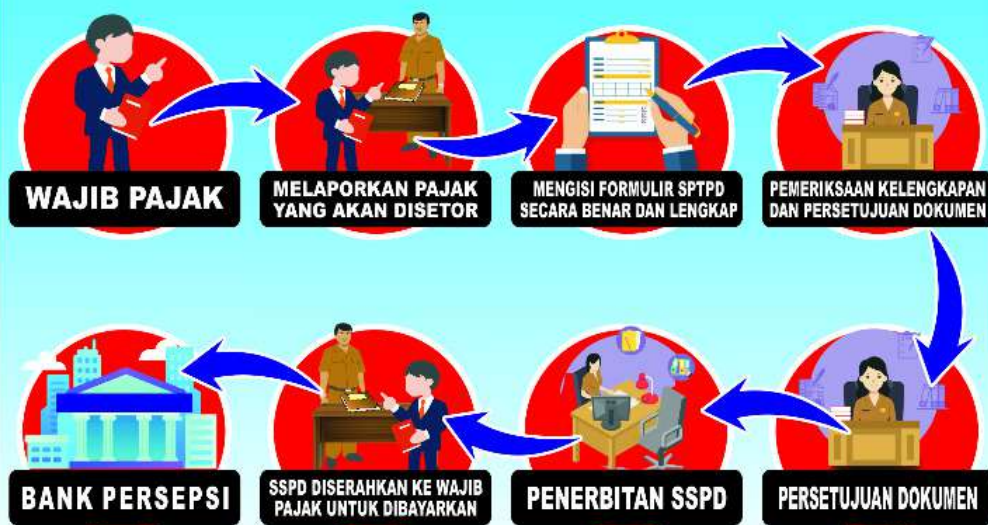 WAJIB PAJAK
MELAPORKAN PAJAK
YANG AKAN DISETOR
MENGISI FORMULIR SPTPD
SECARA BENAR DAN LENGKAP
PEMERIKSAAN KELENGKAPAN
DAN PERSETUJUAN DOKUMEN
PERSETUJUAN DOKUMEN
PENERBITAN SSPD
SSPD DISERAHKAN KE WAJIB
PAJAK UNTUK DIBAYARKAN
BANK PERSEPSI